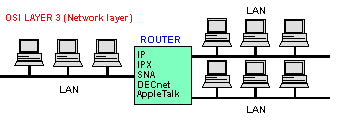 LAN
OSI LAYER 3 (Network layer)
ROUTER
IP
IPX
SNA
DECnet
AppleTalk
LAN
LAN